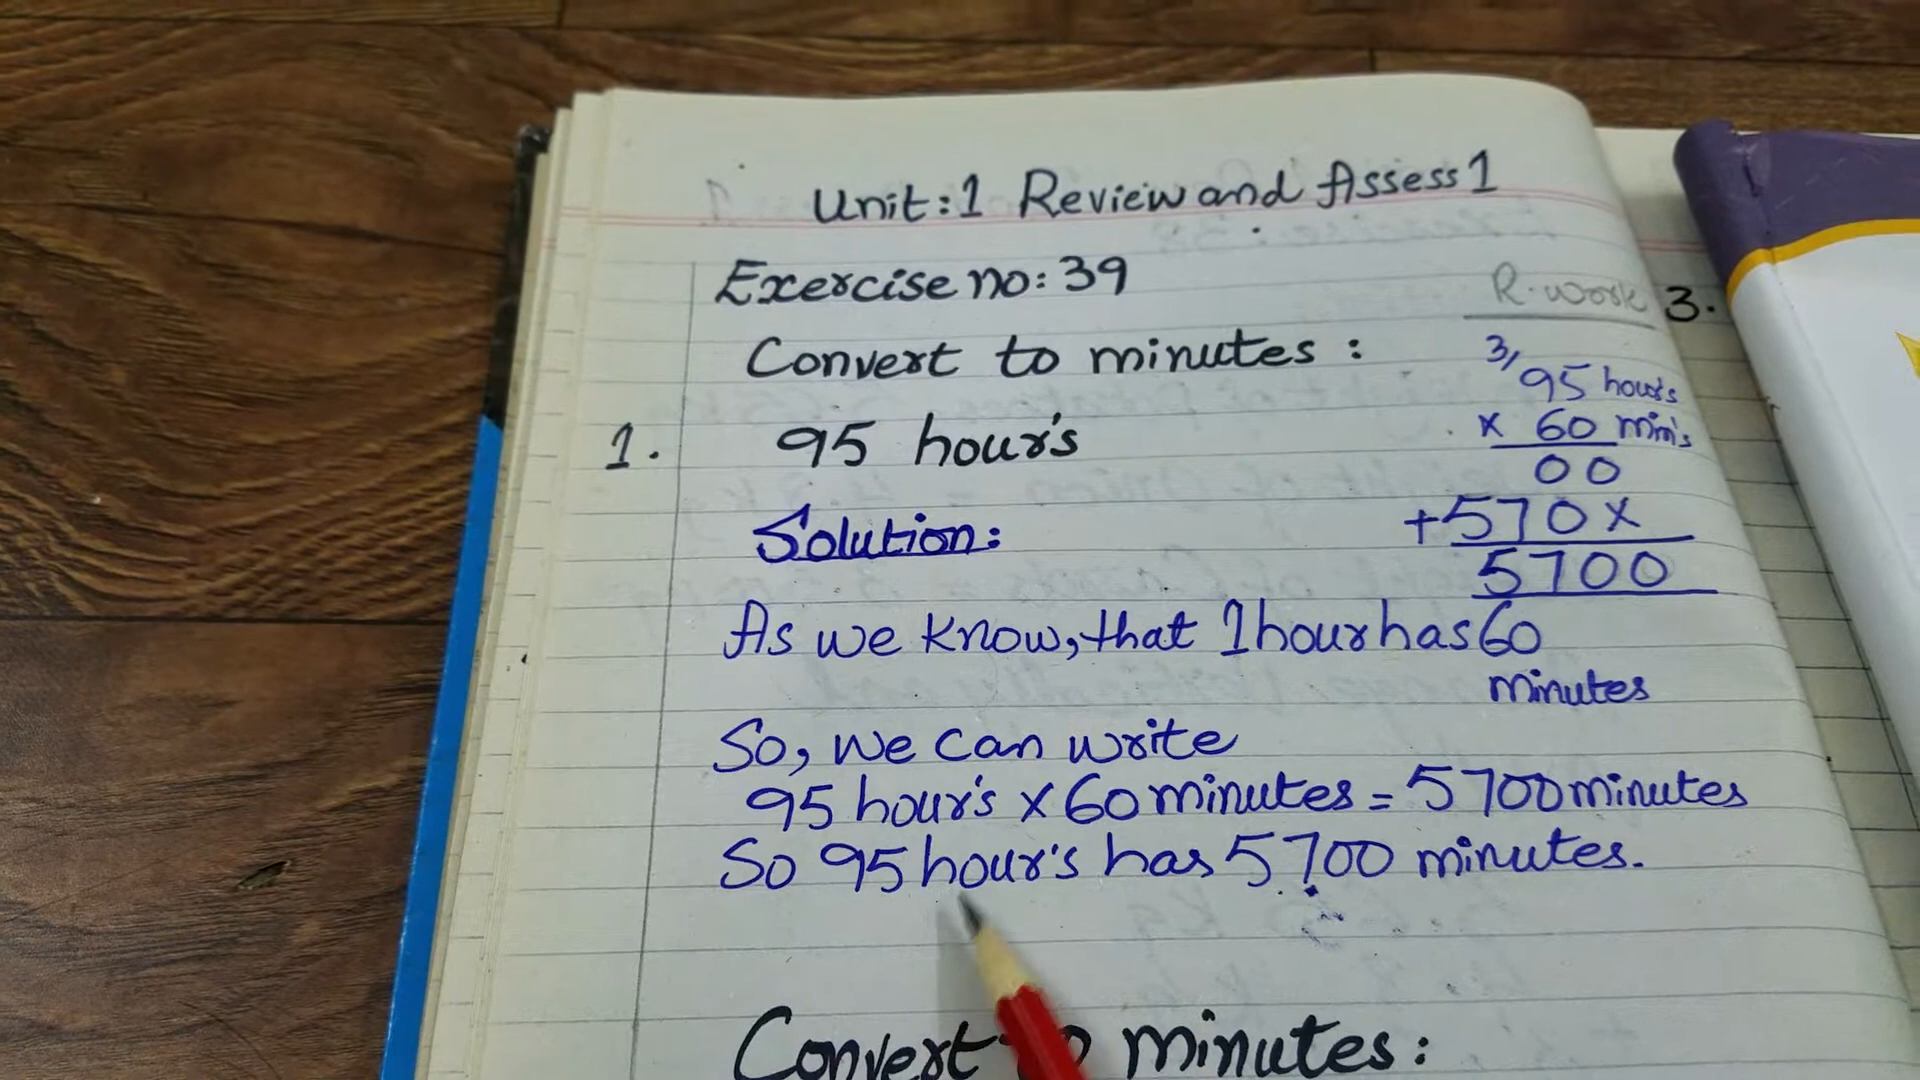 Unit:1 Review and Assess 1
Exercise no: 39
Convert to minutes :
1. 95 hour's
Solution:
As we know, that 1 hour has 60
minutes
So, we can write
95 hour's x 60 minutes = 5700 minutes
So 95 hour's has 5700 minutes.
Convert to minutes:
R. work
3/
95 hour's
x 60 min's
00
+570x
5700
3.